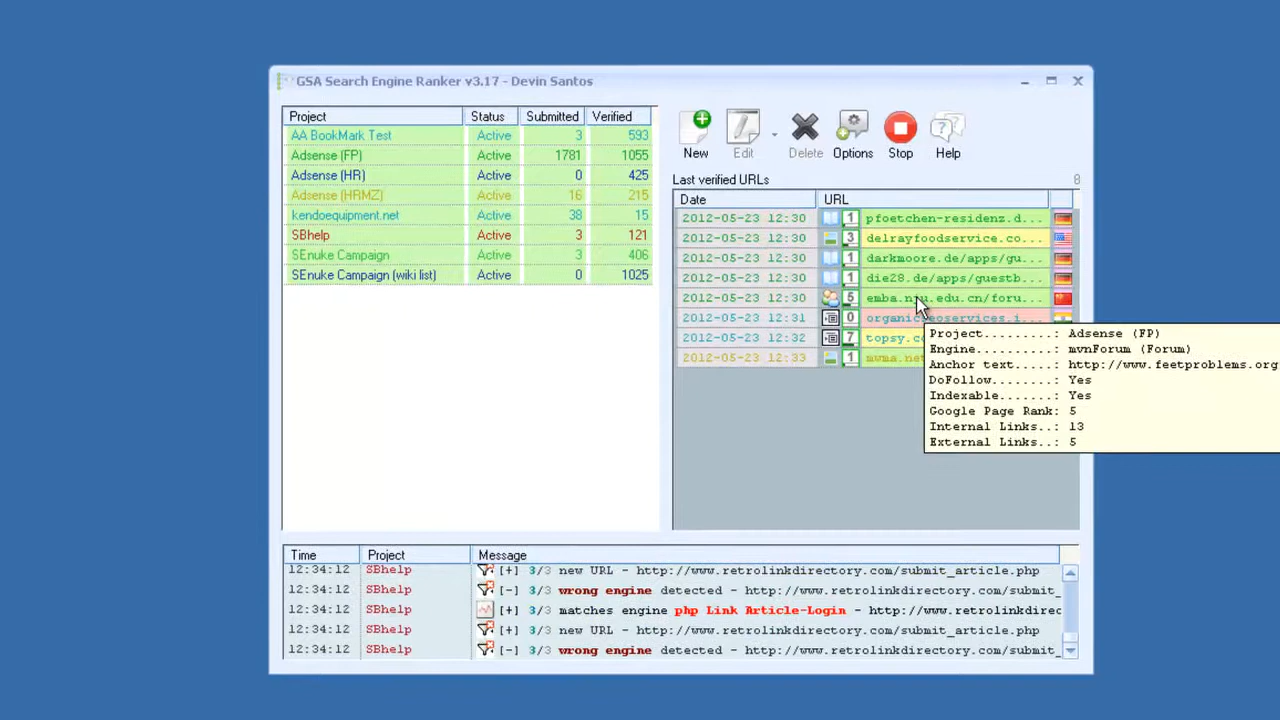 GSA Search Engine Ranker v3.17 - Devin Santos
Project Status Submitted Verified
AA BookMark Test Active 3 593
Adsense (FP) Active 1781 1055
Adsense (HR) Active 0 425
Adsense (HRMZ) Active 16 215
kendoequipment.net Active 38 15
SBhelp Active 3 121
SEnuke Campaign Active 3 406
SEnuke Campaign (wiki list) Active 0 1025
New Edit Delete Options Stop Help
Last verified URLs 8
Date URL
2012-05-23 12:30 1 pfoetchen-residenz.d...
2012-05-23 12:30 3 delrayfoodservice.co...
2012-05-23 12:30 1 darkmoore.de/apps/gu...
2012-05-23 12:30 1 die28.de/apps/guestb...
2012-05-23 12:30 5 /foru...
2012-05-23 12:31 0
2012-05-23 12:32 7 topsy.c
2012-05-23 12:33 1 mvma.net
Project.........: Adsense (FP)
Engine..........: mvnForum (Forum)
Anchor text.....: http://www.feetproblems.org
DoFollow........: Yes
Indexable.......: Yes
Google Page Rank: 5
Internal Links..: 13
External Links..: 5
Time Project Message
12:34:12 SBhelp [+] 3/3 new URL - http://www.retrolinkdirectory.com/submit_article.php
12:34:12 SBhelp [-] 3/3 wrong engine detected - http://www.retrolinkdirectory.com/submit_
12:34:12 SBhelp [+] 3/3 matches engine php Link Article-Login - http://www.retrolinkdirec
12:34:12 SBhelp [+] 3/3 new URL - http://www.retrolinkdirectory.com/submit_article.php
12:34:12 SBhelp [-] 3/3 wrong engine detected - http://www.retrolinkdirectory.com/submit_